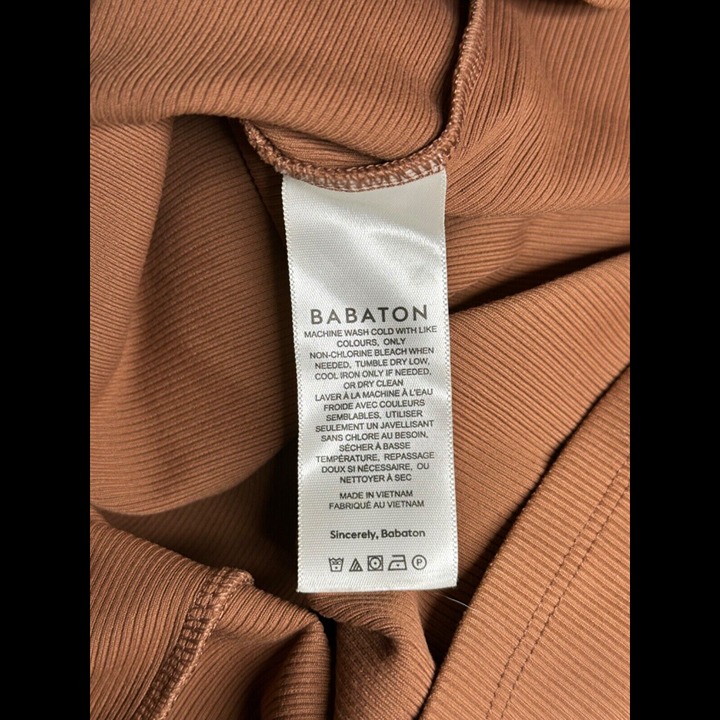 BABATON
MACHINE WASH COLD WITH LIKE
COLOURS, ONLY
NON-CHLORINE BLEACH WHEN
NEEDED, TUMBLE DRY LOW,
COOL IRON ONLY IF NEEDED,
OR DRY CLEAN
LAVER À LA MACHINE À L'EAU
FROIDE AVEC COULEURS
SEMBLABLES, UTILISER
SEULEMENT UN JAVELLISANT
SANS CHLORE AU BESOIN,
SÉCHER À BASSE
TEMPÉRATURE, REPASSAGE
DOUX SI NÉCESSAIRE, OU
NETTOYER À SEC
MADE IN VIETNAM
FABRIQUÉ AU VIETNAM
Sincerely, Babaton
P